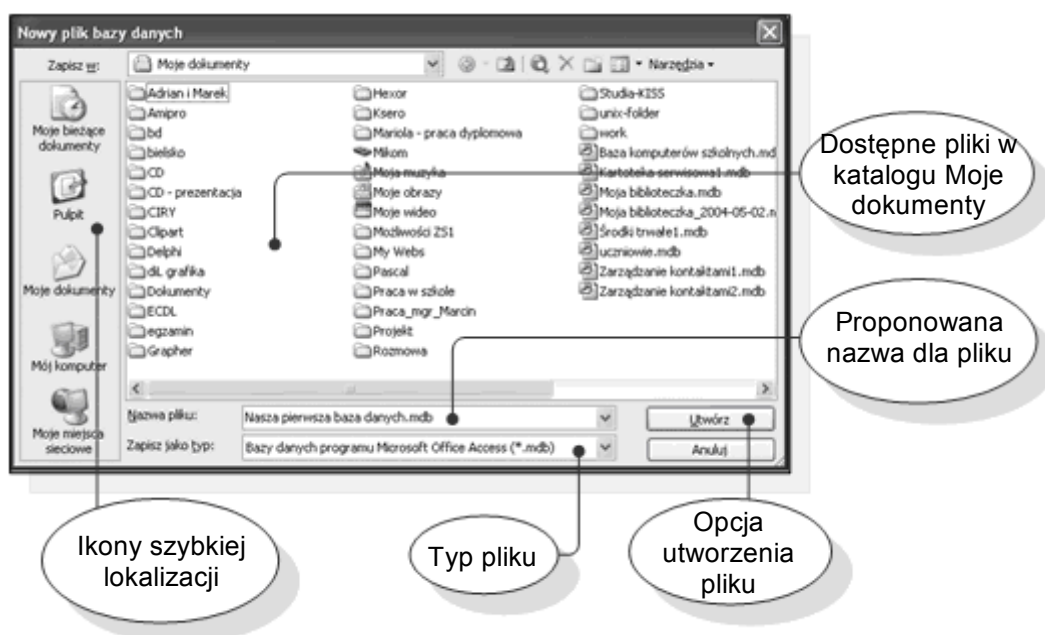 Nowy plik bazy danych
Zapisz w:
Moje dokumenty
Narzędzia
Moje bieżące
dokumenty
Pulpit
Moje dokumenty
Mój komputer
Moje miejsca
sieciowe
Adrian i Marek
Amipro
bd
bielsko
CD
CD - prezentacja
CIRY
Clipart
Delphi
diL grafika
Dokumenty
ECDL
egzamin
Grapher
Hexor
Ksero
Mariola - praca dyplomowa
Mikom
Moja muzyka
Moje obrazy
Moje wideo
Możliwości ZS1
My Webs
Pascal
Praca w szkole
Praca_mgr_Marcin
Projekt
Rozmowa
Studia-KISS
unix-folder
work
Baza komputerów szkolnych.md
Kartoteka serwisowa1.mdb
Moja biblioteczka.mdb
Moja biblioteczka_2004-05-02.n
Środki trwałe1.mdb
uczniowie.mdb
Zarządzanie kontaktami1.mdb
Zarządzanie kontaktami2.mdb
Nazwa pliku:
Nasza pierwsza baza danych.mdb
Utwórz
Zapisz jako typ:
Bazy danych programu Microsoft Office Access (*.mdb)
Anuluj
Dostępne pliki w
katalogu Moje
dokumenty
Proponowana
nazwa dla pliku
Ikony szybkiej
lokalizacji
Typ pliku
Opcja
utworzenia
pliku